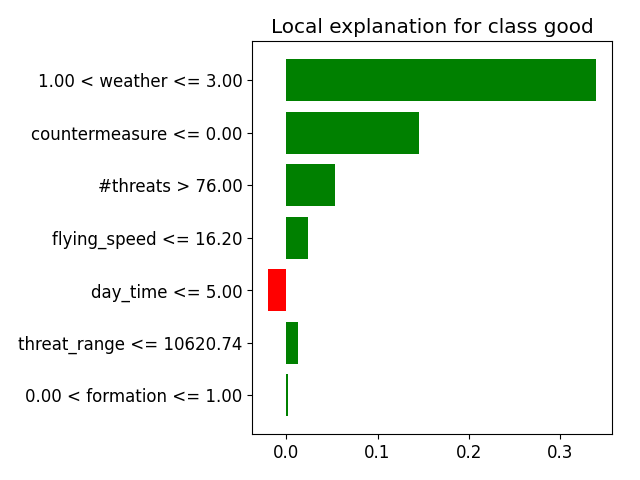 Local explanation for class good
1.00 < weather <= 3.00
countermeasure <= 0.00
#threats > 76.00
flying_speed <= 16.20
day_time <= 5.00
threat_range <= 10620.74
0.00 < formation <= 1.00
0.0 0.1 0.2 0.3